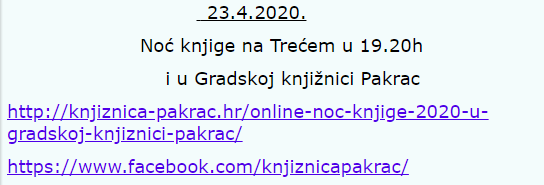 23.4.2020.
Noć knjige na Trećem u 19.20h
i u Gradskoj knjižnici Pakrac
http://knjiznica-pakrac.hr/online-noc-knjige-2020-u-
gradskoj-knjiznici-pakrac/
https://www.facebook.com/knjiznicapakrac/